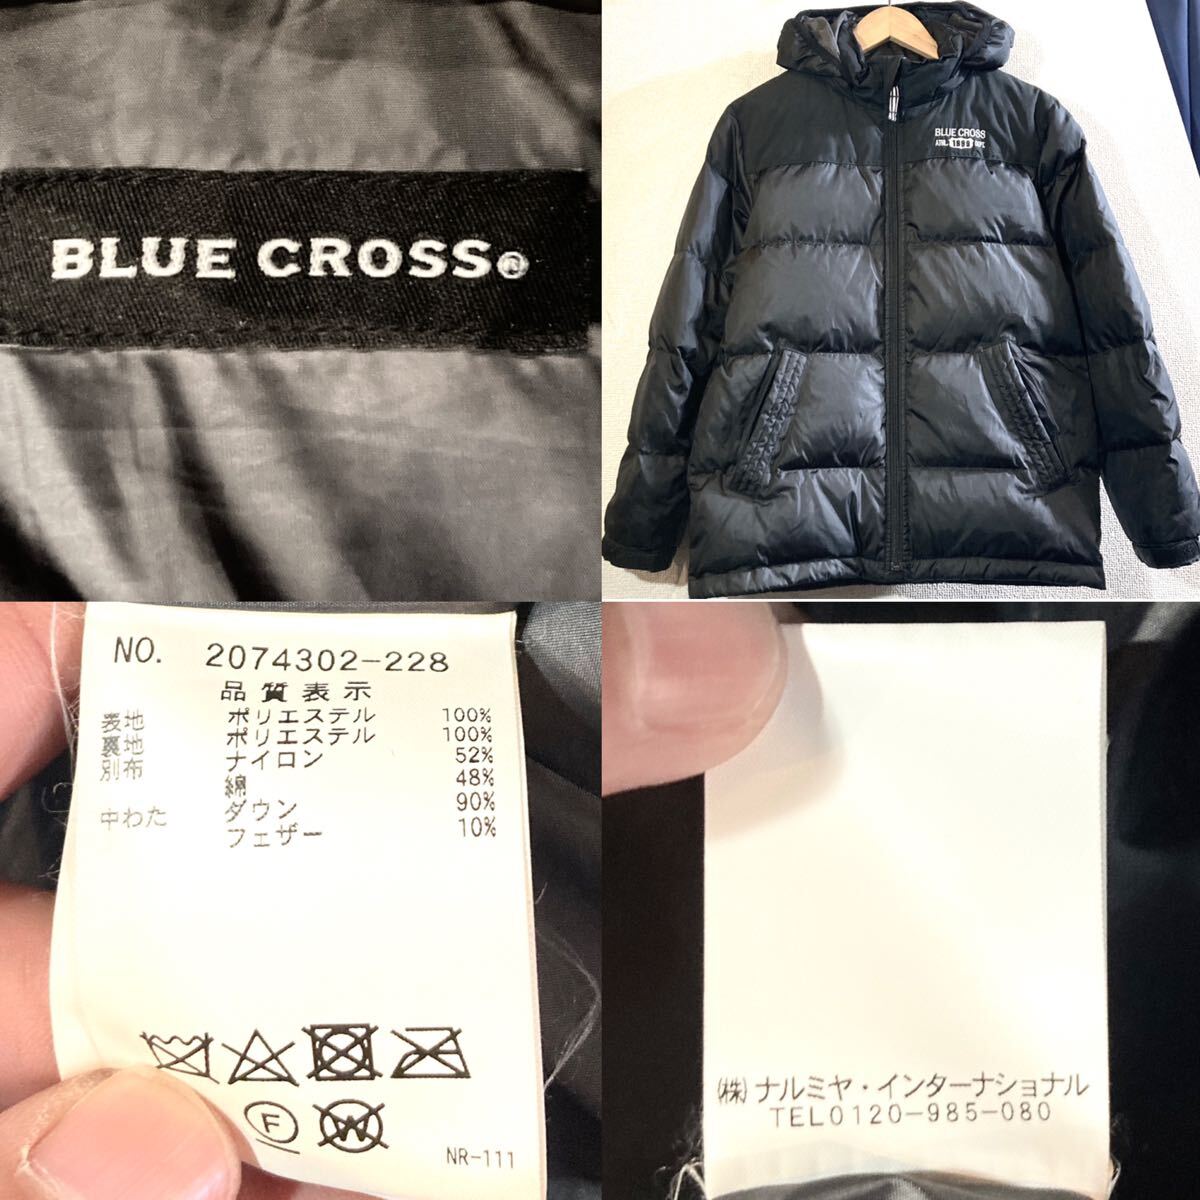 BLUE CROSS®
BLUE CROSS
ATHL. 1999 DEPT.
NO. 2074302-228
品質表示
表地 ポリエステル 100%
裏地 ポリエステル 100%
別布 ナイロン 52%
綿 48%
中わた ダウン 90%
フェザー 10%
F
W
NR-111
(株)ナルミヤ・インターナショナル
TEL0120-985-080